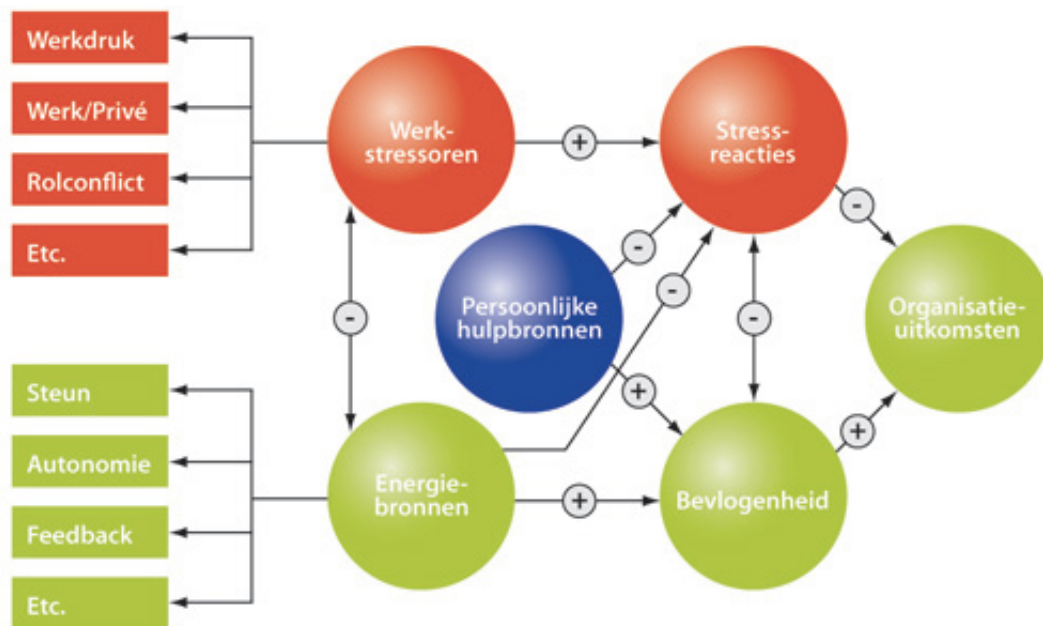 Werkdruk
Werk/Privé
Rolconflict
Etc.
Werk-
stressoren
+
Stress-
reacties
-
-
-
-
-
Persoonlijke
hulpbronnen
Organisatie-
uitkomsten
+
+
Steun
Autonomie
Feedback
Etc.
Energie-
bronnen
+
Bevlogenheid